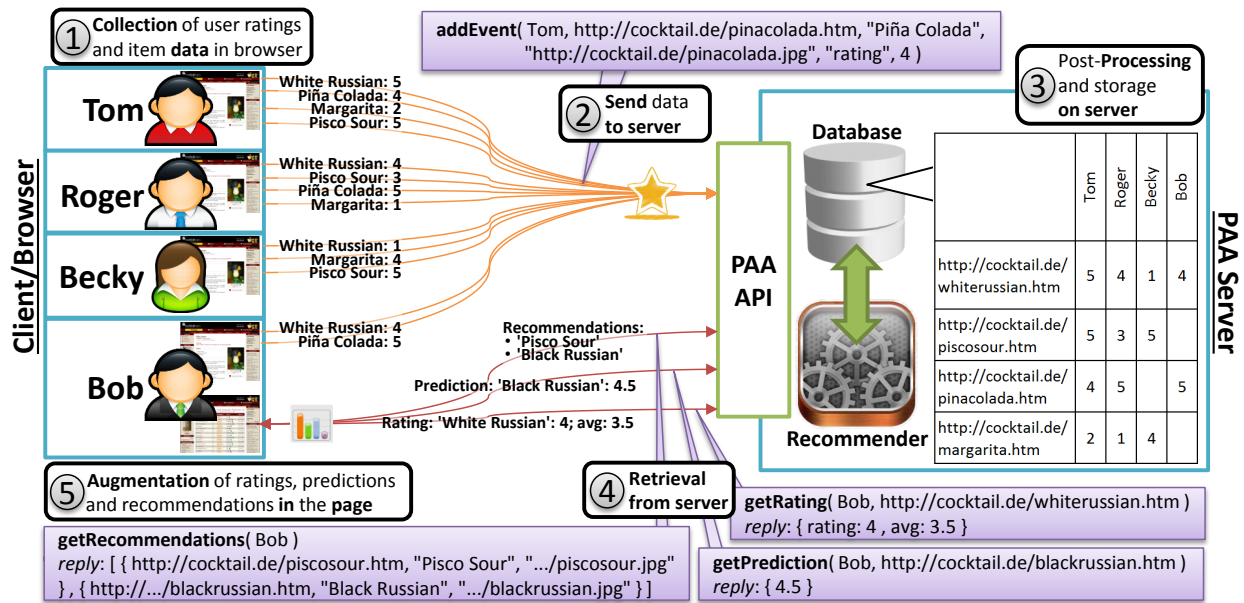 1 Collection of user ratings
and item data in browser
addEvent( Tom, http://cocktail.de/pinacolada.htm, "Piña Colada",
"http://cocktail.de/pinacolada.jpg", "rating", 4 )
2 Send data
to server
3 Post-Processing
and storage
on server
Client/Browser
Tom
White Russian: 5
Piña Colada: 4
Margarita: 2
Pisco Sour: 5
Roger
White Russian: 4
Pisco Sour: 3
Piña Colada: 5
Margarita: 1
Becky
White Russian: 1
Margarita: 4
Pisco Sour: 5
Bob
White Russian: 4
Piña Colada: 5
Recommendations:
• 'Pisco Sour'
• 'Black Russian'
Prediction: 'Black Russian': 4.5
Rating: 'White Russian': 4; avg: 3.5
PAA
API
Database
Recommender
Tom Roger Becky Bob
http://cocktail.de/
whiterussian.htm 5 4 1 4
http://cocktail.de/
piscosour.htm 5 3 5
http://cocktail.de/
pinacolada.htm 4 5 5
http://cocktail.de/
margarita.htm 2 1 4
PAA Server
5 Augmentation of ratings, predictions
and recommendations in the page
4 Retrieval
from server
getRating( Bob, http://cocktail.de/whiterussian.htm )
reply: { rating: 4 , avg: 3.5 }
getRecommendations( Bob )
reply: [ { http://cocktail.de/piscosour.htm, "Pisco Sour", ".../piscosour.jpg"
} , { http://.../blackrussian.htm, "Black Russian", ".../blackrussian.jpg" } ]
getPrediction( Bob, http://cocktail.de/blackrussian.htm )
reply: { 4.5 }